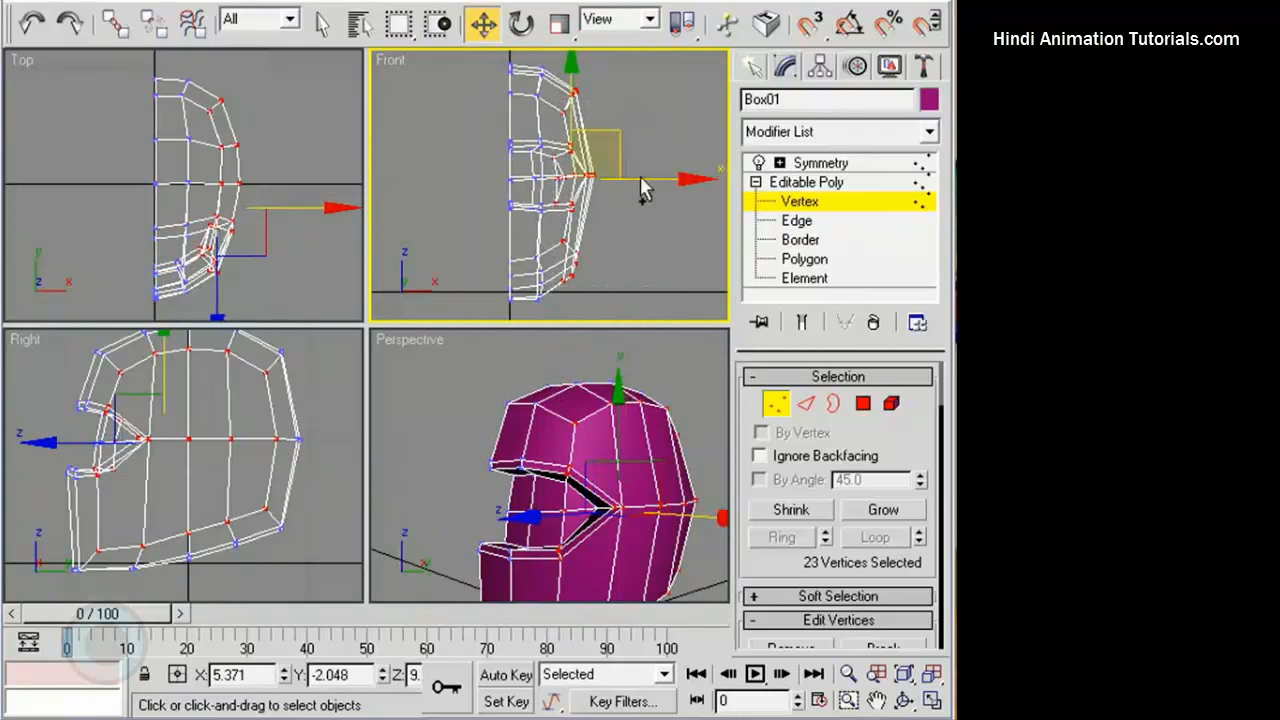 Hindi Animation Tutorials.com
All
View
3
%
Top
Front
Right
Perspective
y
z
x
z
y
x
z
x
z
x
z
y
z
x
Box01
Modifier List
Symmetry
Editable Poly
Vertex
Edge
Border
Polygon
Element
- Selection
By Vertex
Ignore Backfacing
By Angle: 45.0
Shrink
Grow
Ring
Loop
23 Vertices Selected
+ Soft Selection
- Edit Vertices
< 0 / 100 >
0 10 20 30 40 50 60 70 80 90 100
X: 5.371 Y: -2.048 Z: 9.
Auto Key
Selected
Click or click-and-drag to select objects
Set Key
Key Filters...
0